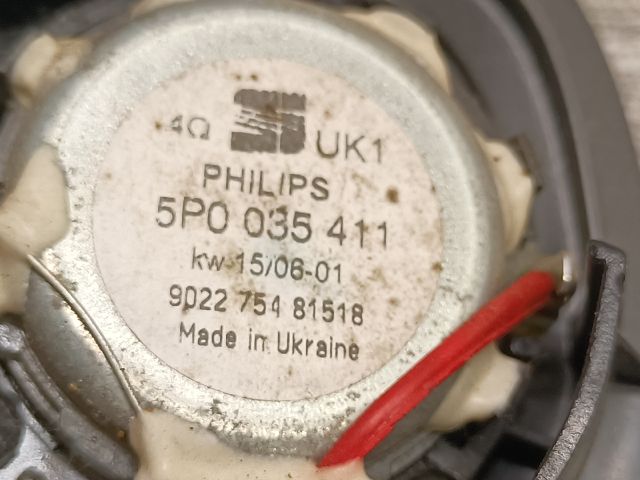 4Ω UK1
PHILIPS
5P0 035 411
kw 15/06-01
9022 754 81518
Made in Ukraine